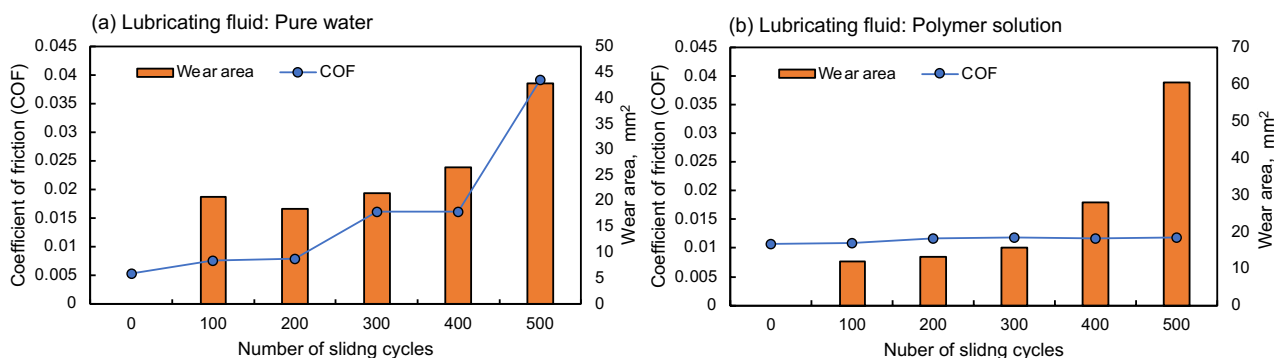 (a) Lubricating fluid: Pure water
Coefficient of friction (COF)
0.045
0.04
0.035
0.03
0.025
0.02
0.015
0.01
0.005
0
Wear area
COF
50
45
40
35
30
25
20
15
10
5
0
Wear area, mm²
0 100 200 300 400 500
Number of slidng cycles
(b) Lubricating fluid: Polymer solution
Coefficient of friction (COF)
0.045
0.04
0.035
0.03
0.025
0.02
0.015
0.01
0.005
0
Wear area
COF
70
60
50
40
30
20
10
0
Wear area, mm²
0 100 200 300 400 500
Nuber of slidng cycles